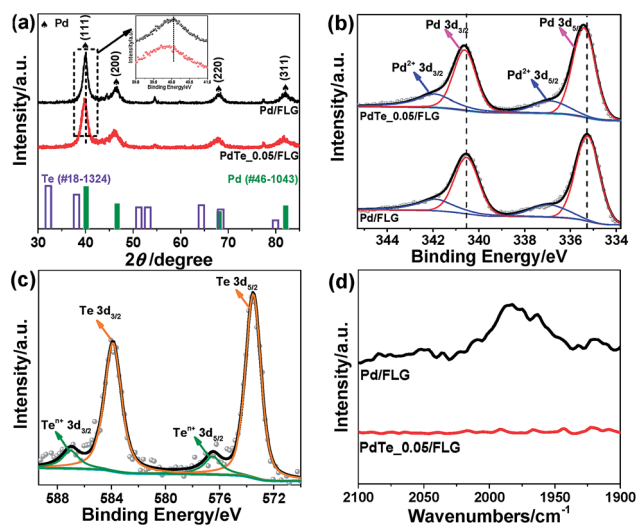 (a)
♠ Pd
(111)
(200)
(220)
(311)
Intensity/a.u.
Binding Energy/eV
Pd/FLG
PdTe_0.05/FLG
Te (#18-1324)
Pd (#46-1043)
Intensity/a.u.
30 40 50 60 70 80
2θ/degree
(b)
Pd 3d3/2
Pd 3d5/2
Pd2+ 3d3/2
Pd2+ 3d5/2
PdTe_0.05/FLG
Pd/FLG
Intensity/a.u.
344 342 340 338 336 334
Binding Energy/eV
(c)
Te 3d3/2
Te 3d5/2
Ten+ 3d3/2
Ten+ 3d5/2
Intensity/a.u.
588 584 580 576 572
Binding Energy/eV
(d)
Pd/FLG
PdTe_0.05/FLG
Intensity/a.u.
2100 2050 2000 1950 1900
Wavenumbers/cm-1